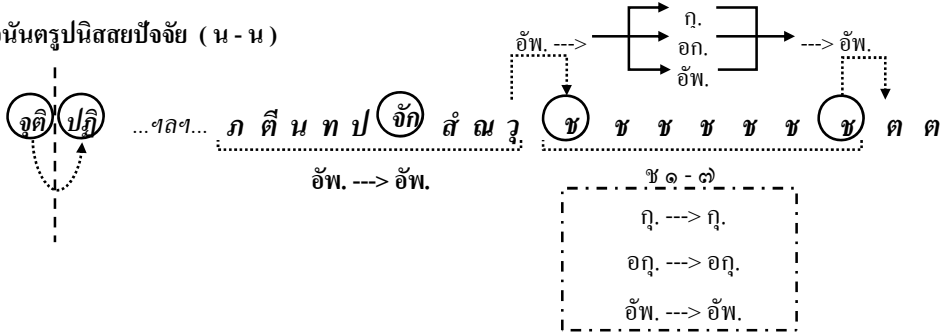 นันตรูปนิสสยปัจจัย ( น - น )
กุ.
อัพ. ---> อก. ---> อัพ.
อัพ.
จุติ ปฏิ ...ฯลฯ... ภ ตี น ท ป จัก สํ ณ วุ ช ช ช ช ช ช ช ต ต
อัพ. ---> อัพ.
ช ๑ - ๗
กุ. ---> กุ.
อกุ. ---> อกุ.
อัพ. ---> อัพ.